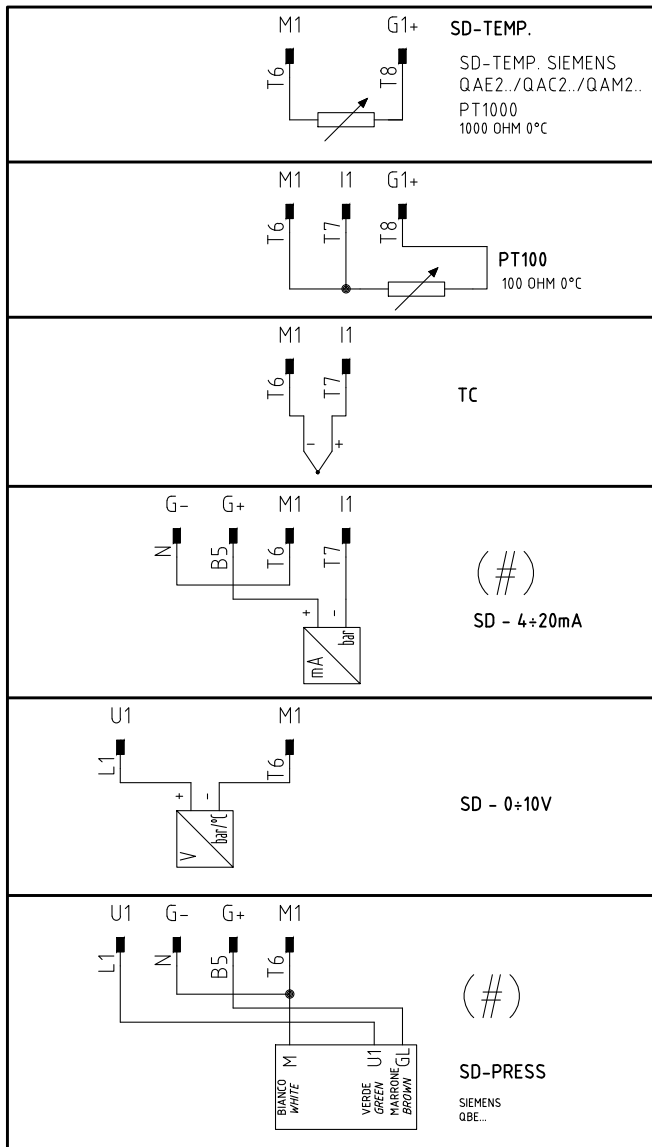 M1 G1+ SD-TEMP.
T6 T8
SD-TEMP. SIEMENS
QAE2../QAC2../QAM2..
PT1000
1000 OHM 0°C
M1 I1 G1+
T6 T7 T8
PT100
100 OHM 0°C
M1 I1
T6 T7
TC
- +
G- G+ M1 I1
N B5 T6 T7
(#)
+ -
mA bar
SD - 4÷20mA
U1 M1
L1 T6
+ -
V bar/°C
SD - 0÷10V
U1 G- G+ M1
L1 N B5 T6
(#)
M U1 GL
BIANCO VERDE MARRONE
WHITE GREEN BROWN
SD-PRESS
SIEMENS
QBE...